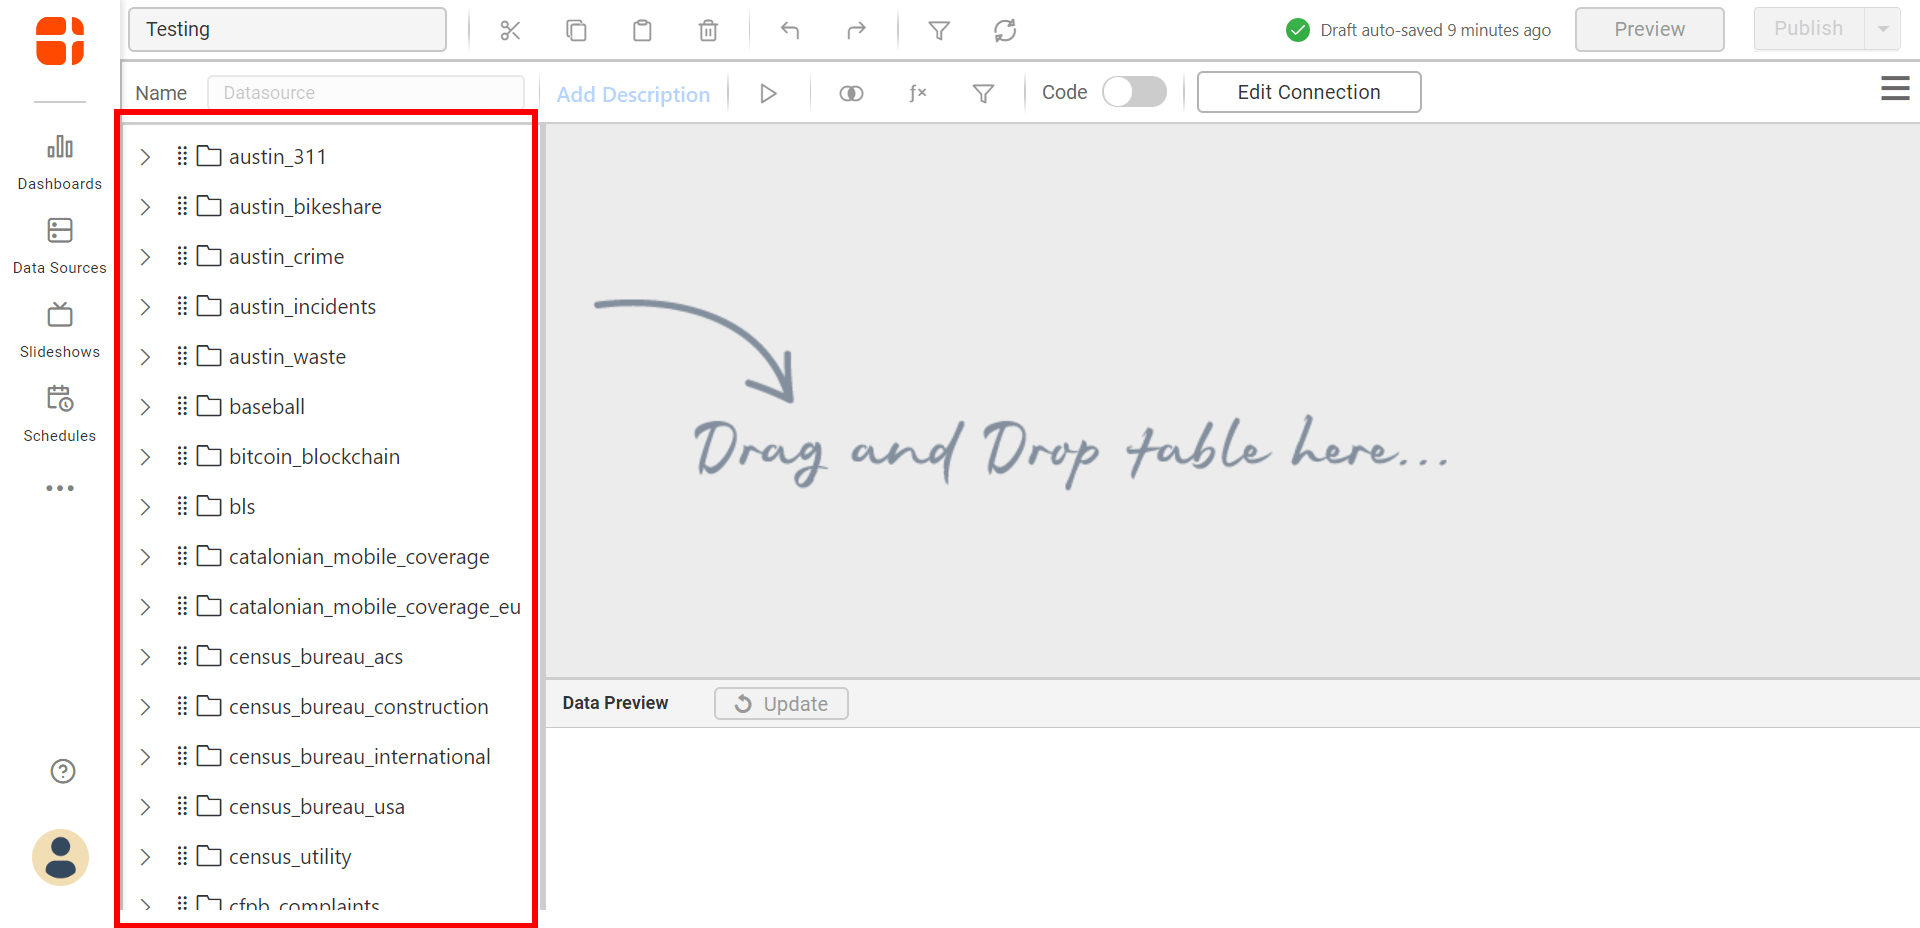 Testing
Draft auto-saved 9 minutes ago
Preview
Publish
Name
Datasource
Add Description
ƒx
Code
Edit Connection
Dashboards
Data Sources
Slideshows
Schedules
austin_311
austin_bikeshare
austin_crime
austin_incidents
austin_waste
baseball
bitcoin_blockchain
bls
catalonian_mobile_coverage
catalonian_mobile_coverage_eu
census_bureau_acs
census_bureau_construction
census_bureau_international
census_bureau_usa
census_utility
cfpb_complaints
Drag and Drop table here...
Data Preview
Update